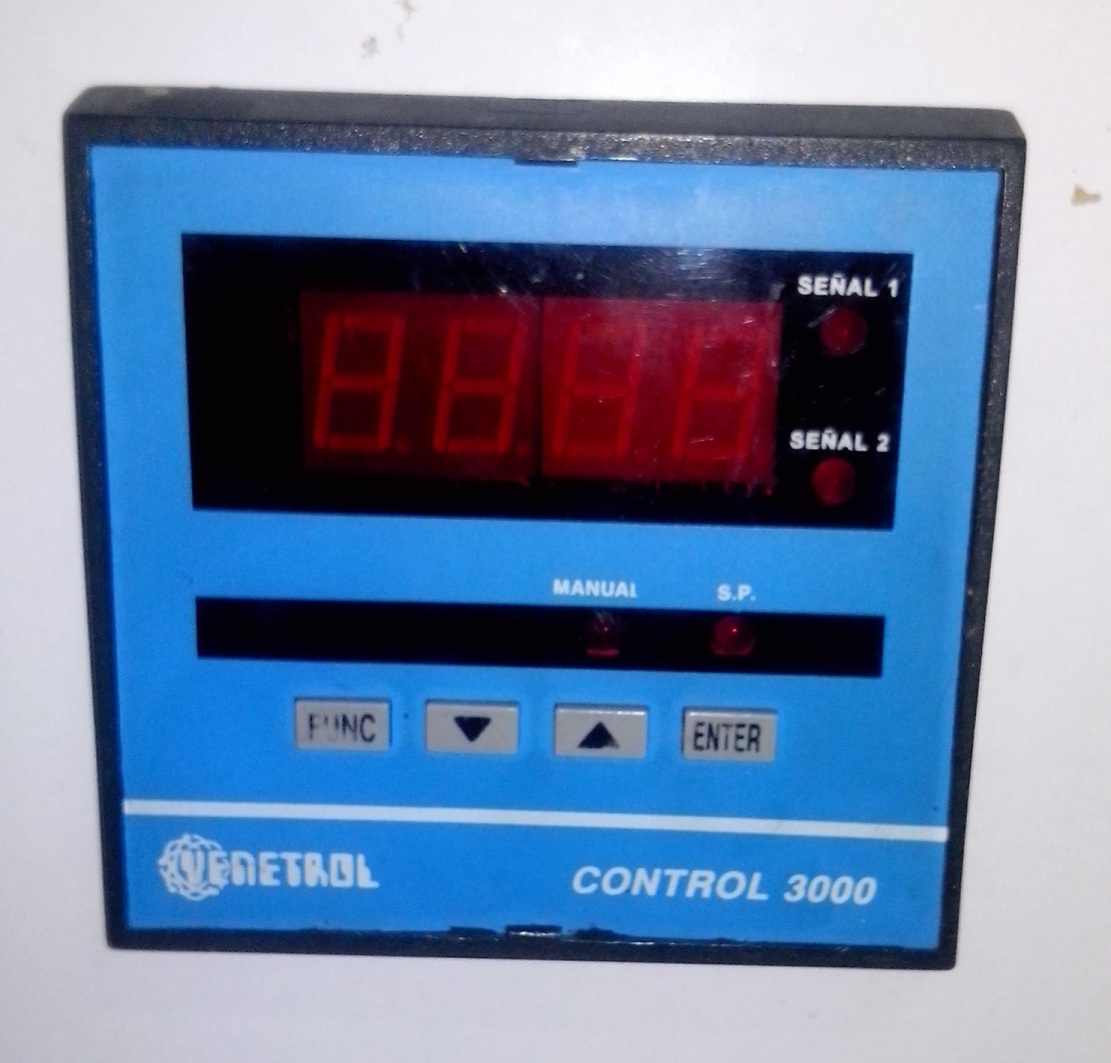 SEÑAL 1
SEÑAL 2
MANUAL
S.P.
FUNC
▼
▲
ENTER
VENETROL
CONTROL 3000